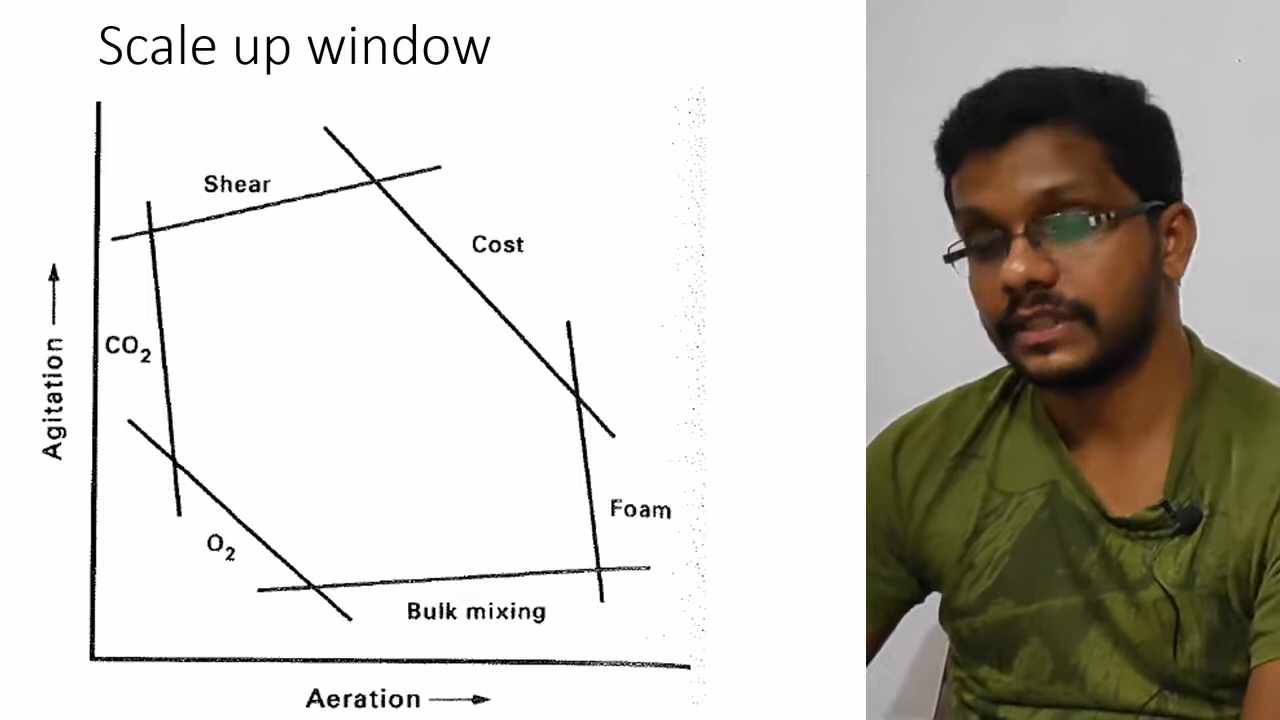 Scale up window
Shear
Cost
CO₂
Agitation
O₂
Foam
Bulk mixing
Aeration